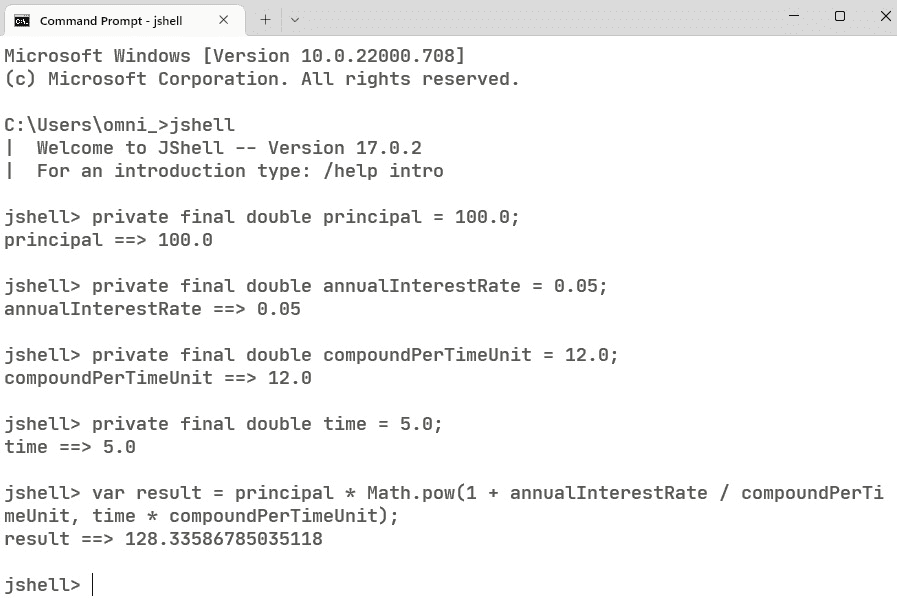 Command Prompt - jshell
Microsoft Windows [Version 10.0.22000.708]
(c) Microsoft Corporation. All rights reserved.
C:\Users\omni_>jshell
|  Welcome to JShell -- Version 17.0.2
|  For an introduction type: /help intro
jshell> private final double principal = 100.0;
principal ==> 100.0
jshell> private final double annualInterestRate = 0.05;
annualInterestRate ==> 0.05
jshell> private final double compoundPerTimeUnit = 12.0;
compoundPerTimeUnit ==> 12.0
jshell> private final double time = 5.0;
time ==> 5.0
jshell> var result = principal * Math.pow(1 + annualInterestRate / compoundPerTi
meUnit, time * compoundPerTimeUnit);
result ==> 128.33586785035118
jshell>